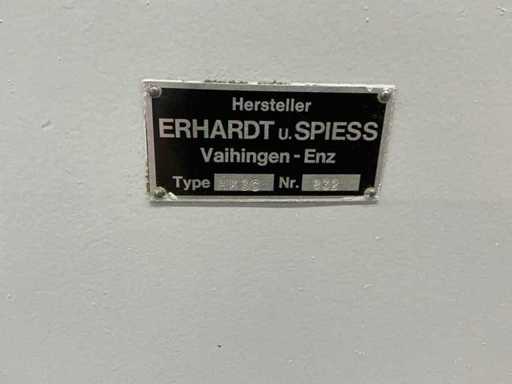 Hersteller
ERHARDT u. SPIESS
Vaihingen - Enz
Type Nr.